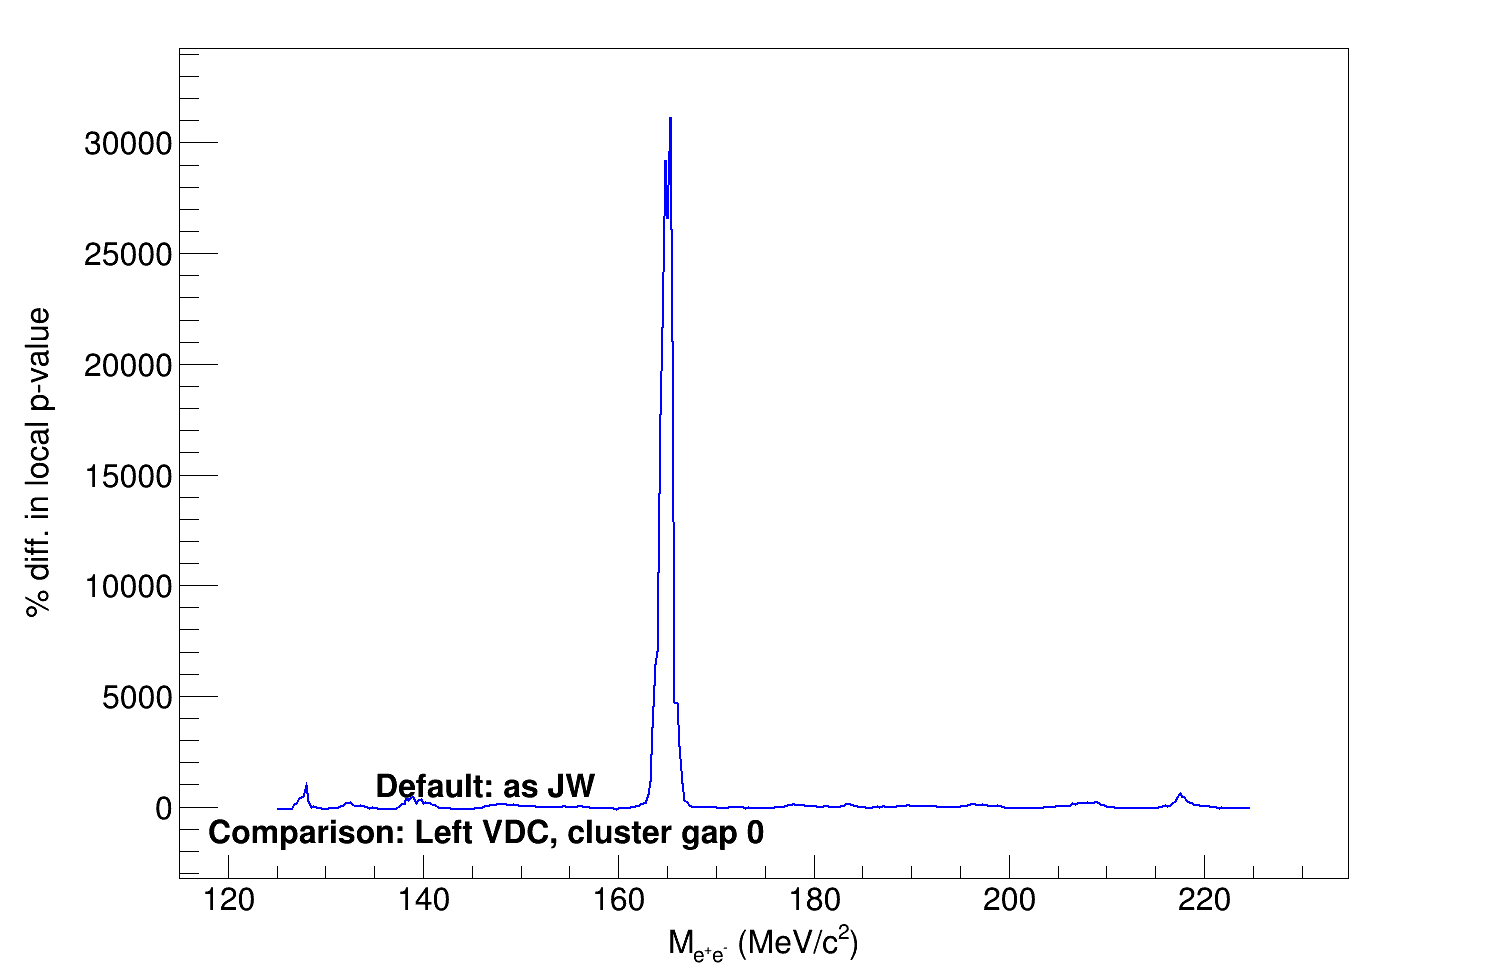 % diff. in local p-value
30000
25000
20000
15000
10000
5000
0
Default: as JW
Comparison: Left VDC, cluster gap 0
120 140 160 180 200 220
Me⁺e⁻ (MeV/c²)